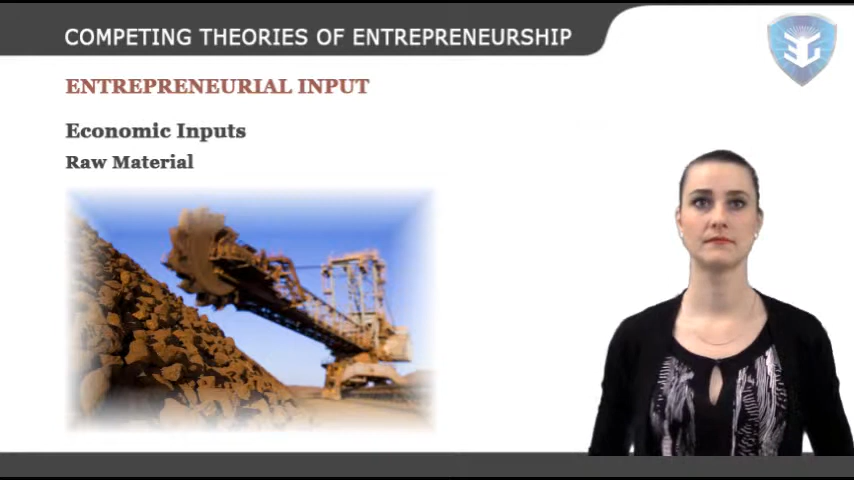 COMPETING THEORIES OF ENTREPRENEURSHIP
ENTREPRENEURIAL INPUT
Economic Inputs
Raw Material